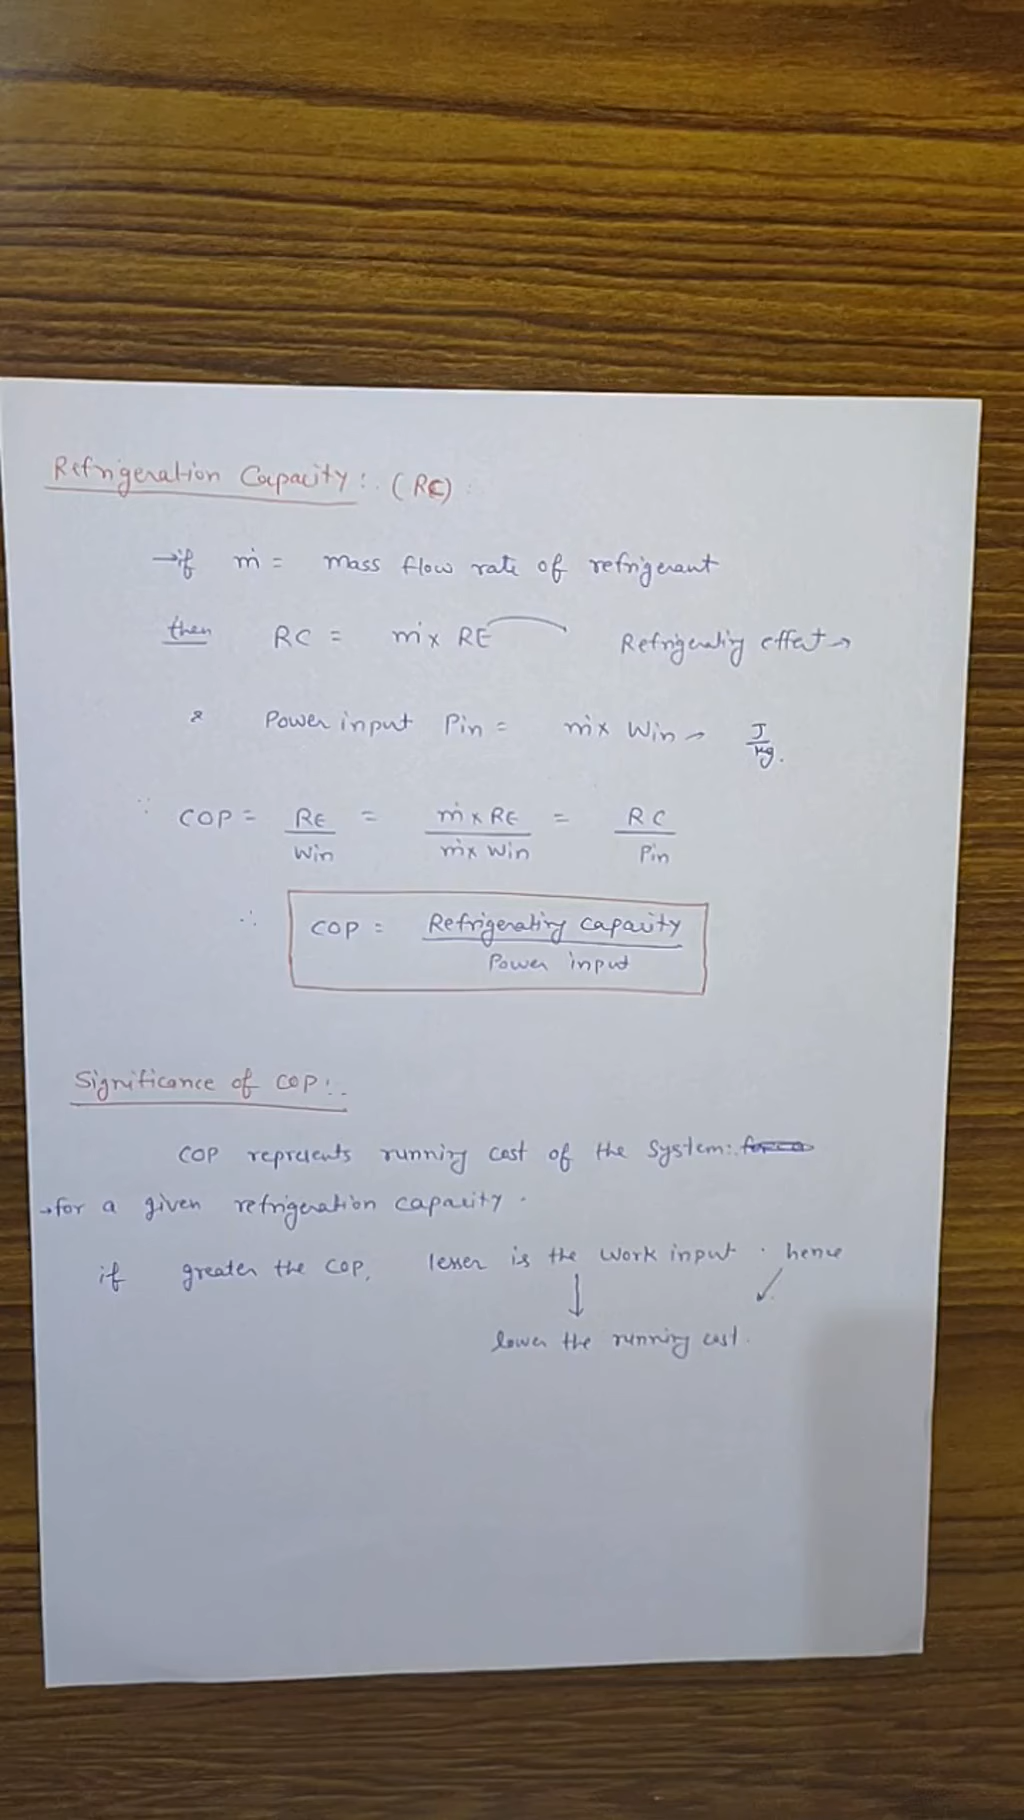 Refrigeration Capacity:. (RC)
→if ṁ = mass flow rate of refrigerant
then RC = ṁ x RE Refrigerating effect →
& Power input Pin = ṁ x Win → J/kg.
∵ COP = RE/Win = ṁ x RE/ṁ x Win = RC/Pin
∴ COP = Refrigerating capacity/Power input
Significance of COP:.
COP represents running cost of the system:.
→for a given refrigeration capacity.
if greater the COP, lesser is the work input. hence
lower the running cost.